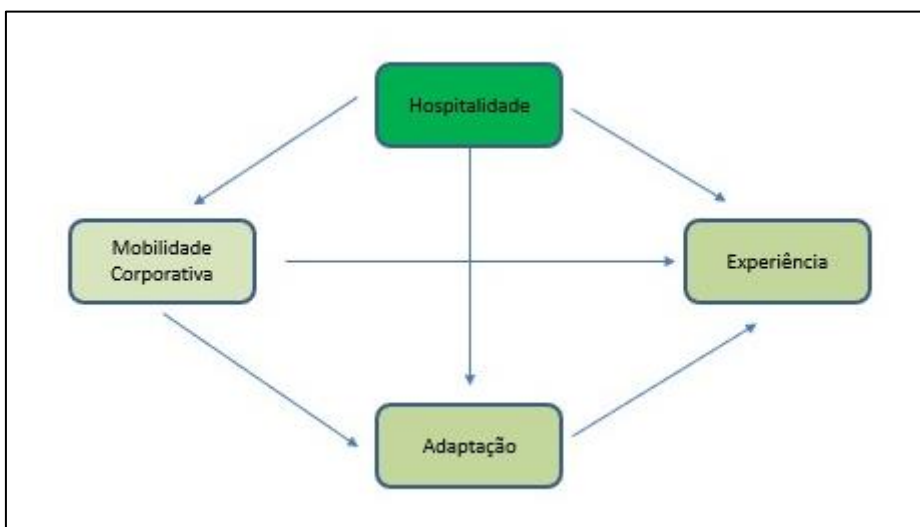 Hospitalidade
Mobilidade
Corporativa
Experiência
Adaptação